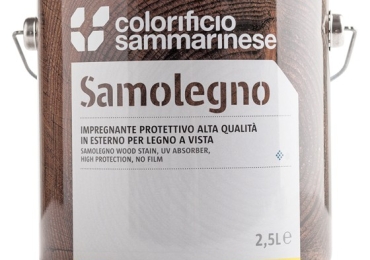 colorificio
sammarinese
Samolegno
IMPREGNANTE PROTETTIVO ALTA QUALITÀ
IN ESTERNO PER LEGNO A VISTA
SAMOLEGNO WOOD STAIN, UV ABSORBER,
HIGH PROTECTION, NO FILM
2,5L e